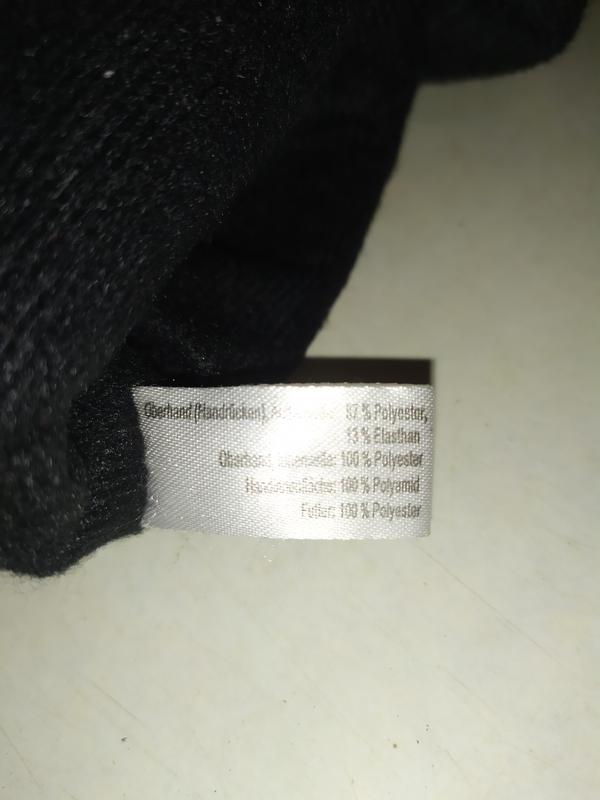 Oberhand (Handrücken), 87 % Polyester,
13 % Elasthan
Oberhand, Innenseite: 100 % Polyester
Handinnenfläche: 100 % Polyamid
Futter: 100 % Polyester